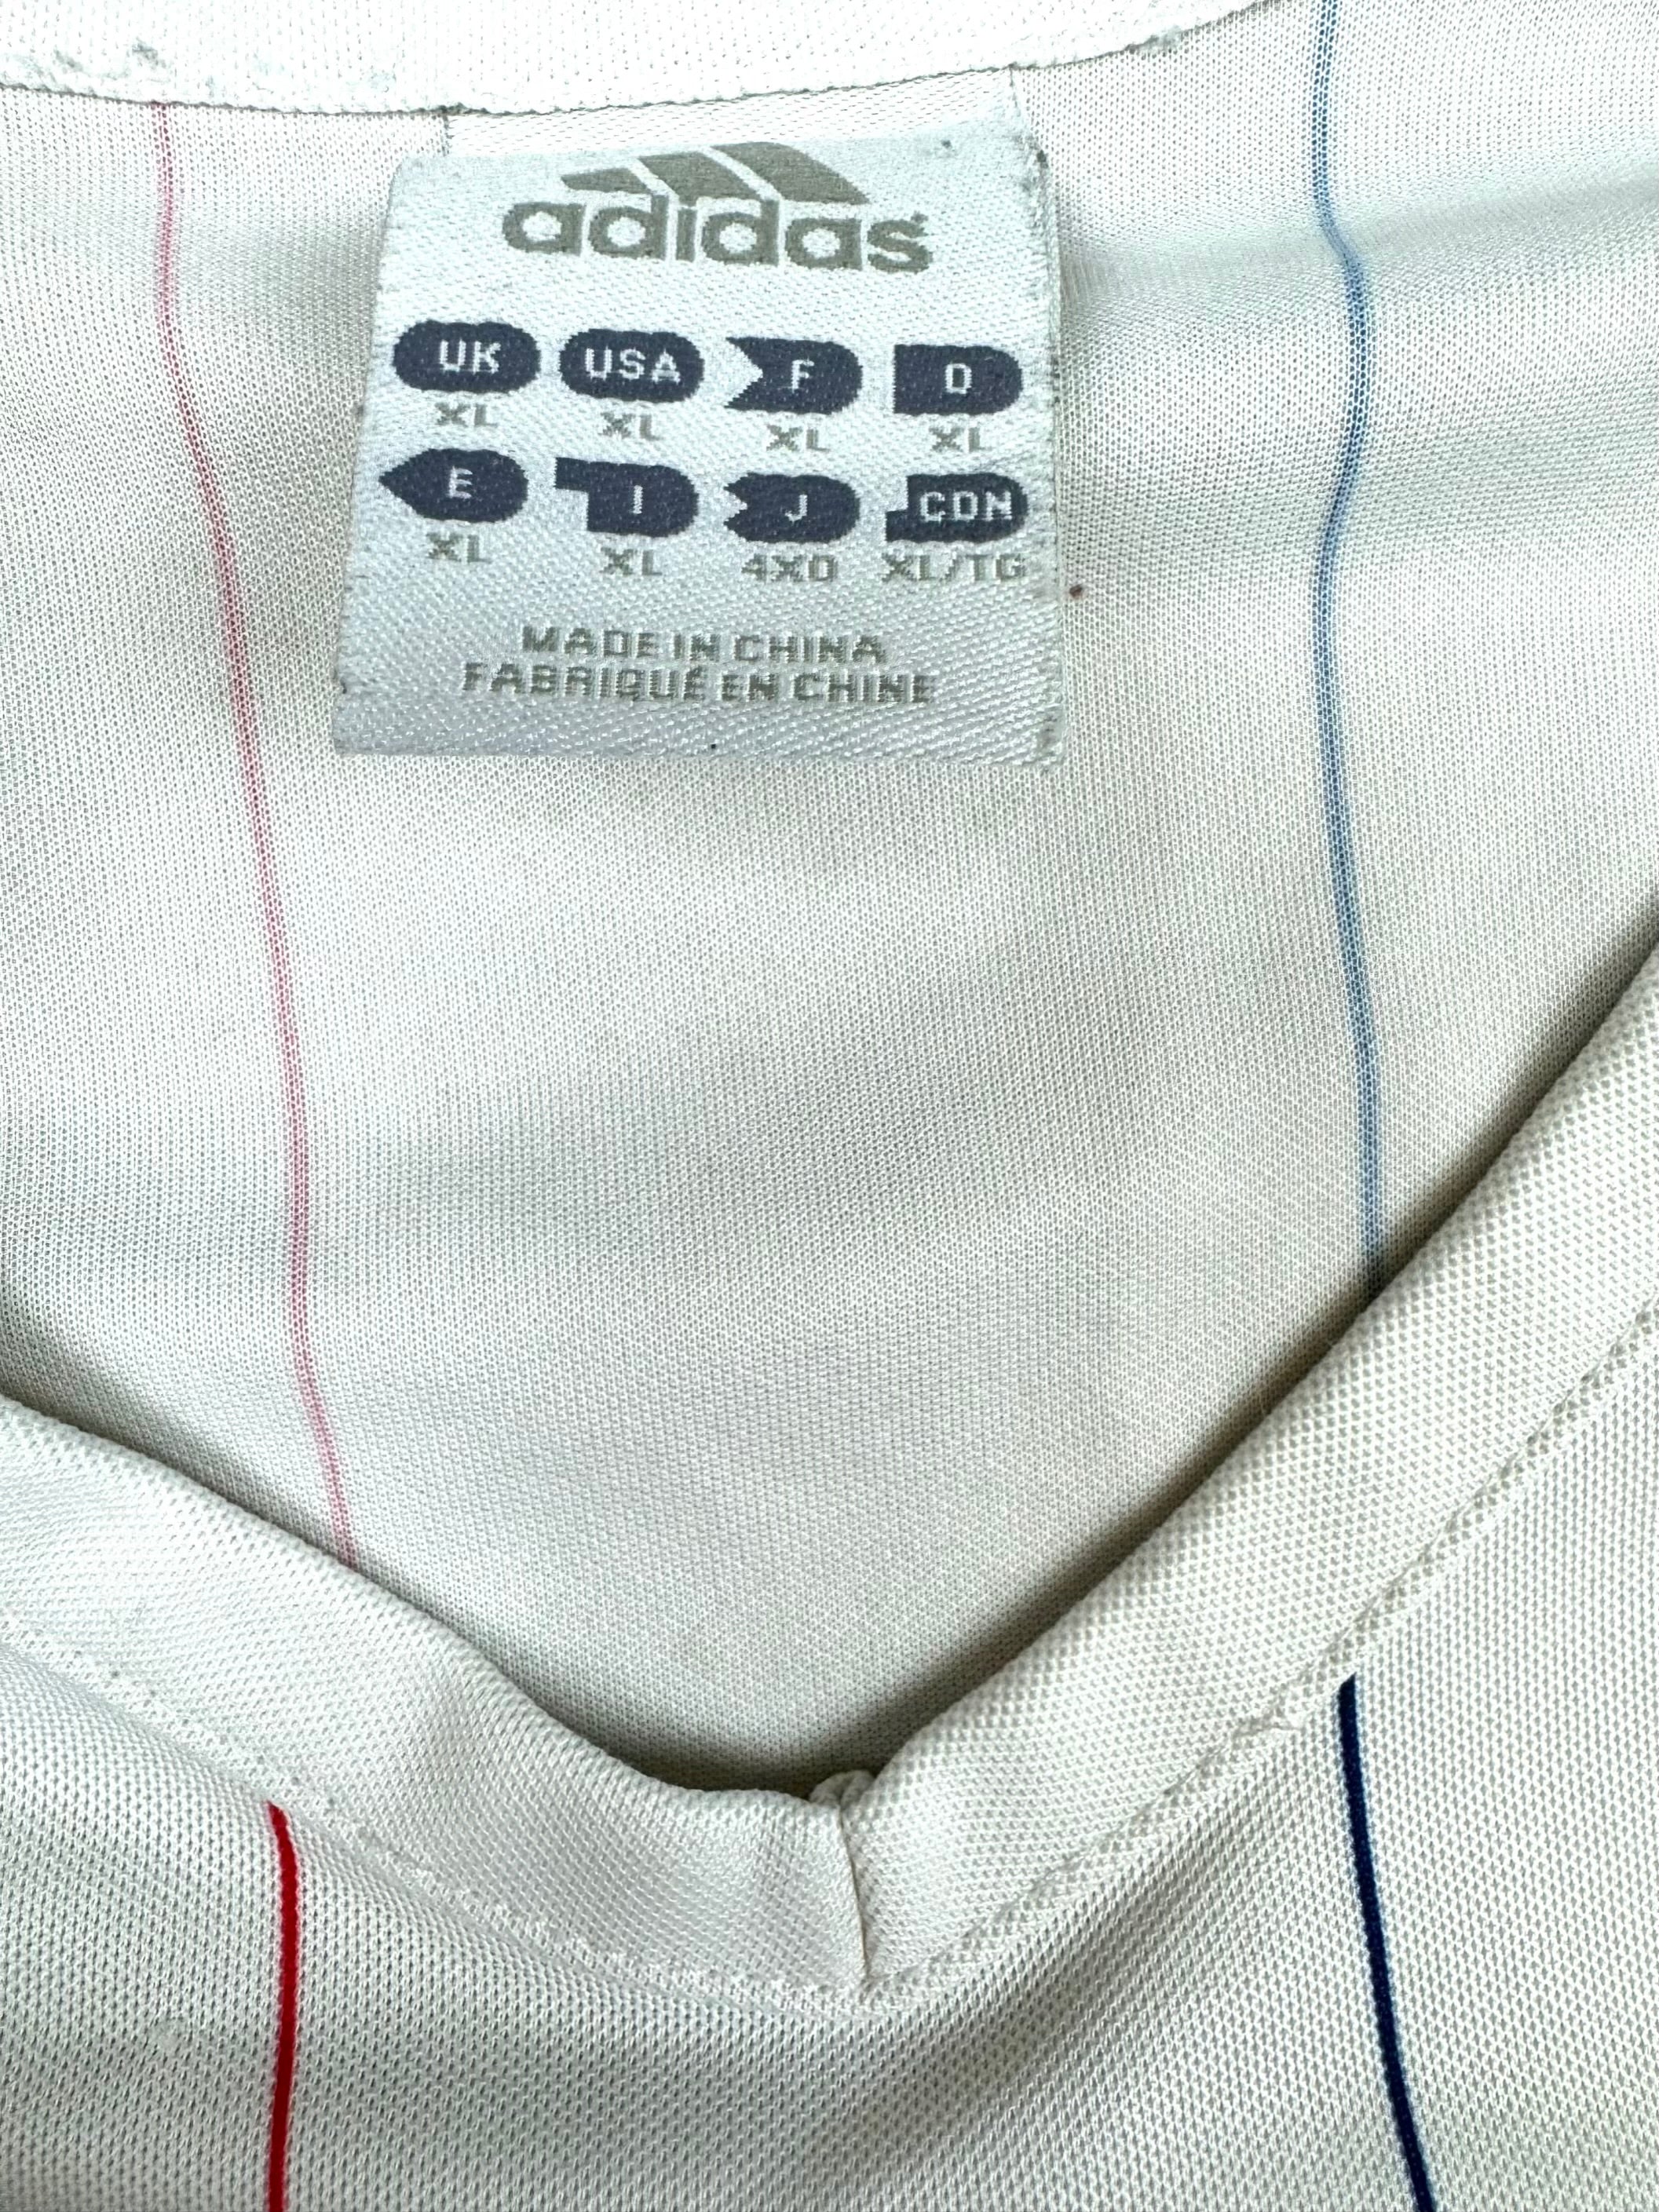 adidas
UK USA F D
XL XL XL XL
E I J CDN
XL XL 4XO XL/TG
MADE IN CHINA
FABRIQUÉ EN CHINE